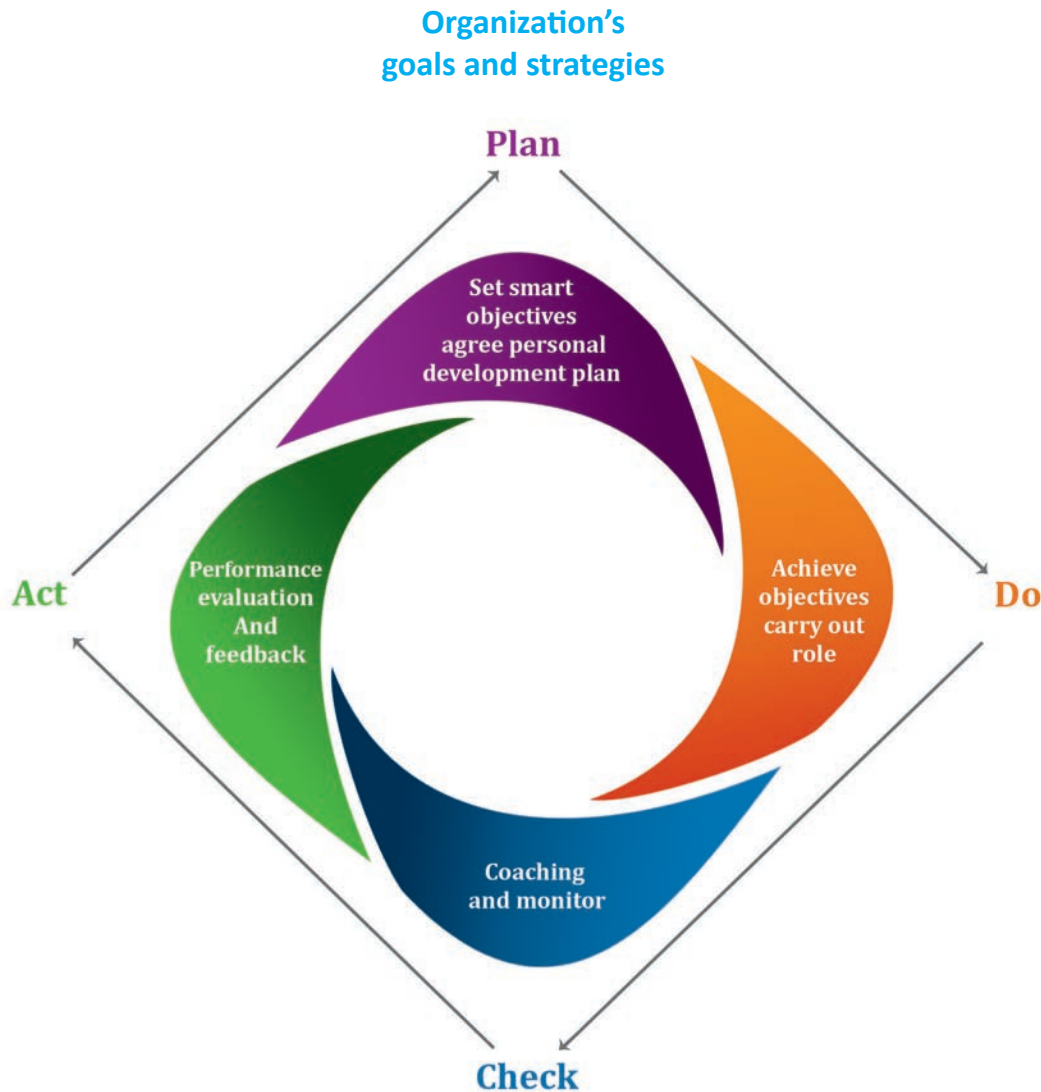 Organization's
goals and strategies
Plan
Set smart
objectives
agree personal
development plan
Act
Performance
evaluation
And
feedback
Achieve
objectives
carry out
role
Do
Coaching
and monitor
Check